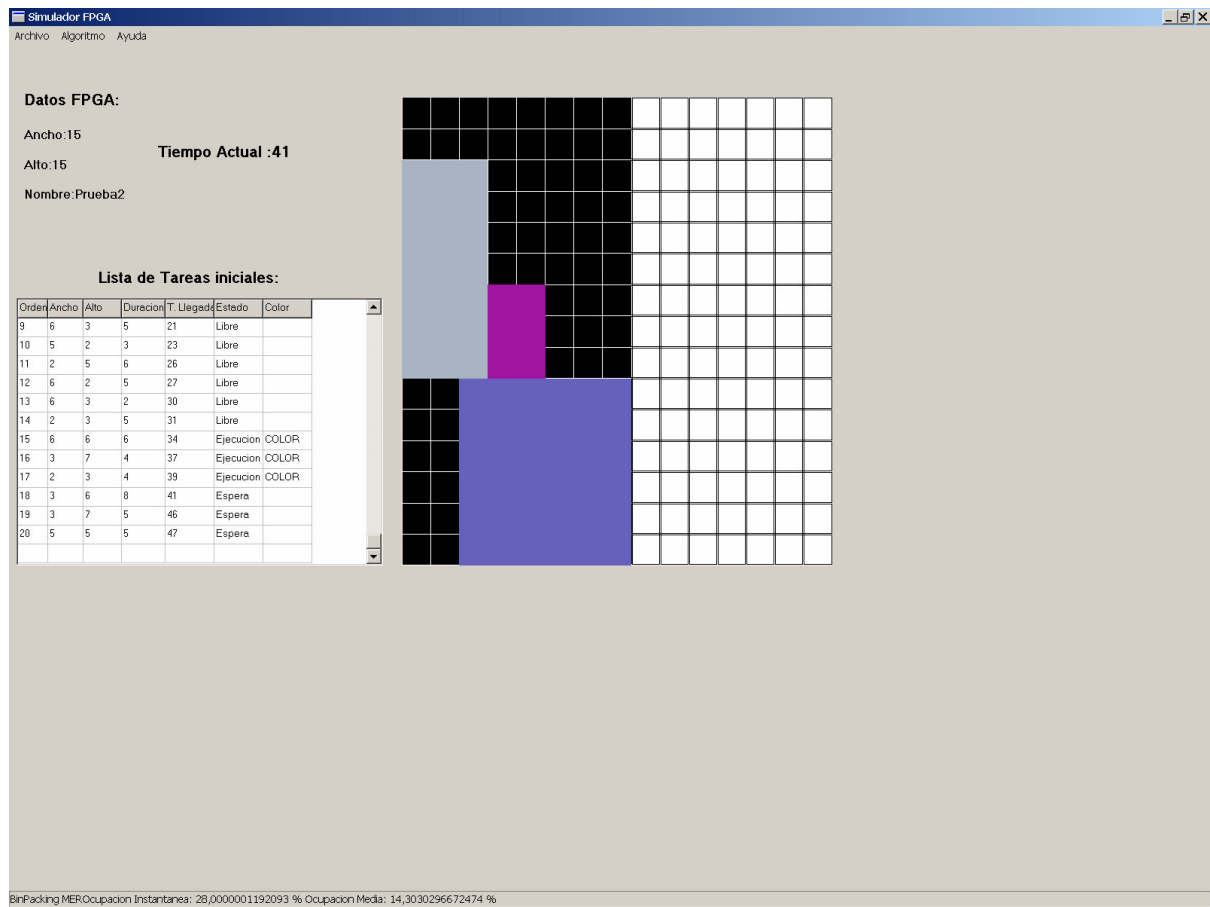 Simulador FPGA
Archivo Algoritmo Ayuda
Datos FPGA:
Ancho:15
Tiempo Actual :41
Alto:15
Nombre:Prueba2
Lista de Tareas iniciales:
Orden Ancho Alto Duracion T. Llegada Estado Color
9 6 3 5 21 Libre
10 5 2 3 23 Libre
11 2 5 6 26 Libre
12 6 2 5 27 Libre
13 6 3 2 30 Libre
14 2 3 5 31 Libre
15 6 6 6 34 Ejecucion COLOR
16 3 7 4 37 Ejecucion COLOR
17 2 3 4 39 Ejecucion COLOR
18 3 6 8 41 Espera
19 3 7 5 46 Espera
20 5 5 5 47 Espera
BinPacking MEROcupacion Instantanea: 28,0000001192093 % Ocupacion Media: 14,3030296672474 %